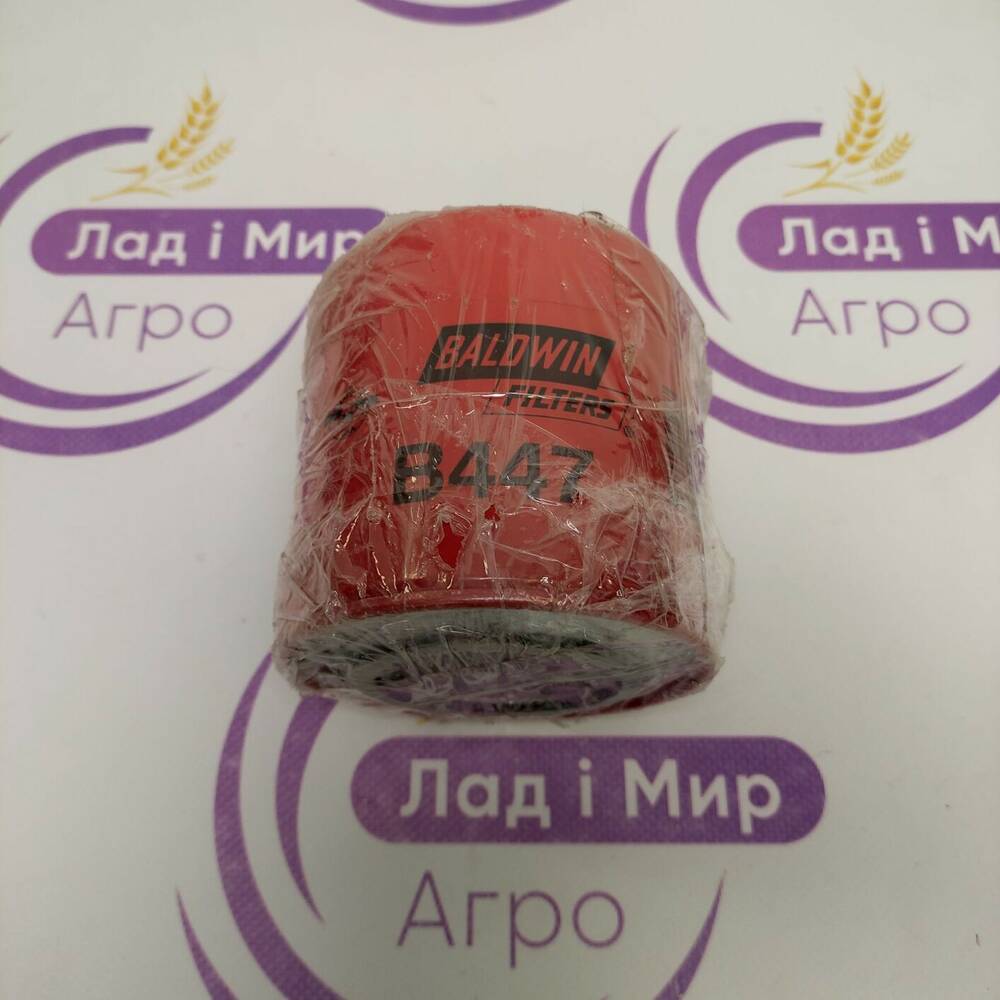 Лад і Мир
Агро
Лад і М
Агро
BALDWIN
FILTERS
®
B447
Лад і Мир
Агро